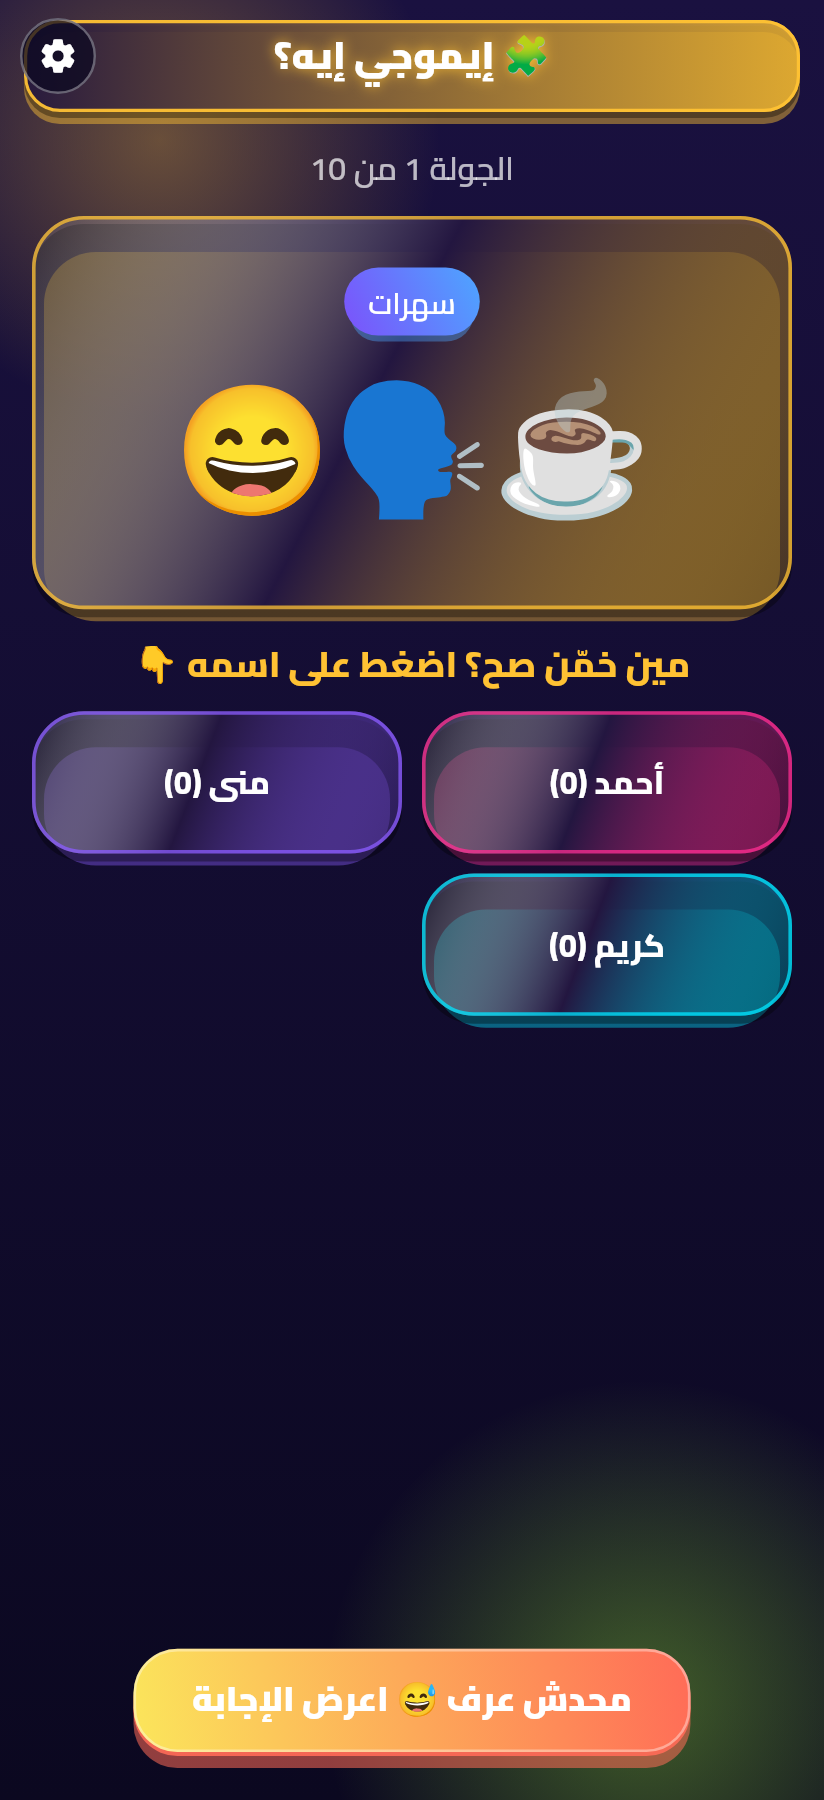 🧩 إيموجي إيه؟
الجولة 1 من 10
سهرات
☕🗣️😄
مين خمّن صح؟ اضغط على اسمه 👇
أحمد (0)
منى (0)
كريم (0)
محدش عرف 😅 اعرض الإجابة